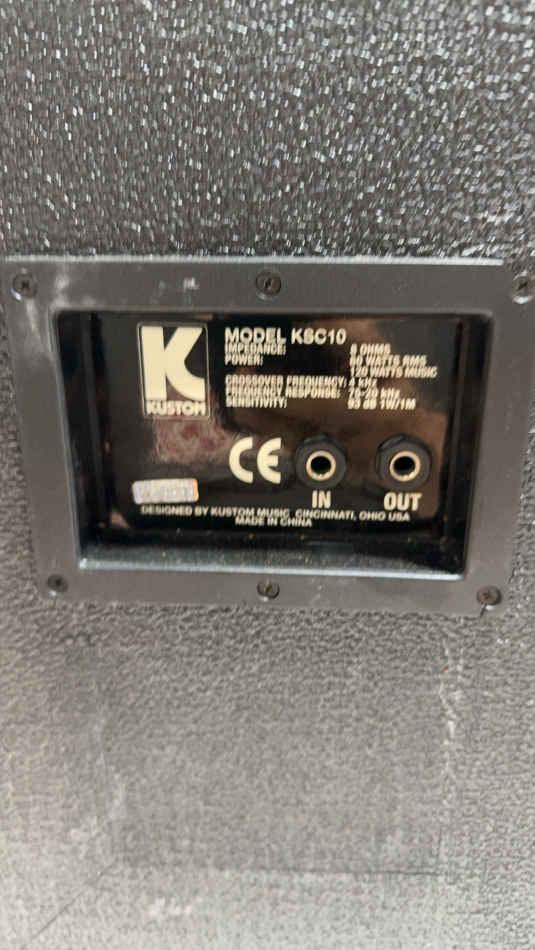 K
KUSTOM
MODEL KSC10
IMPEDANCE: 8 OHMS
POWER: 60 WATTS RMS
120 WATTS MUSIC
CROSSOVER FREQUENCY: 4 kHz
FREQUENCY RESPONSE: 75-20 kHz
SENSITIVITY: 93 dB 1W/1M
CE
IN OUT
DESIGNED BY KUSTOM MUSIC, CINCINNATI, OHIO USA
MADE IN CHINA